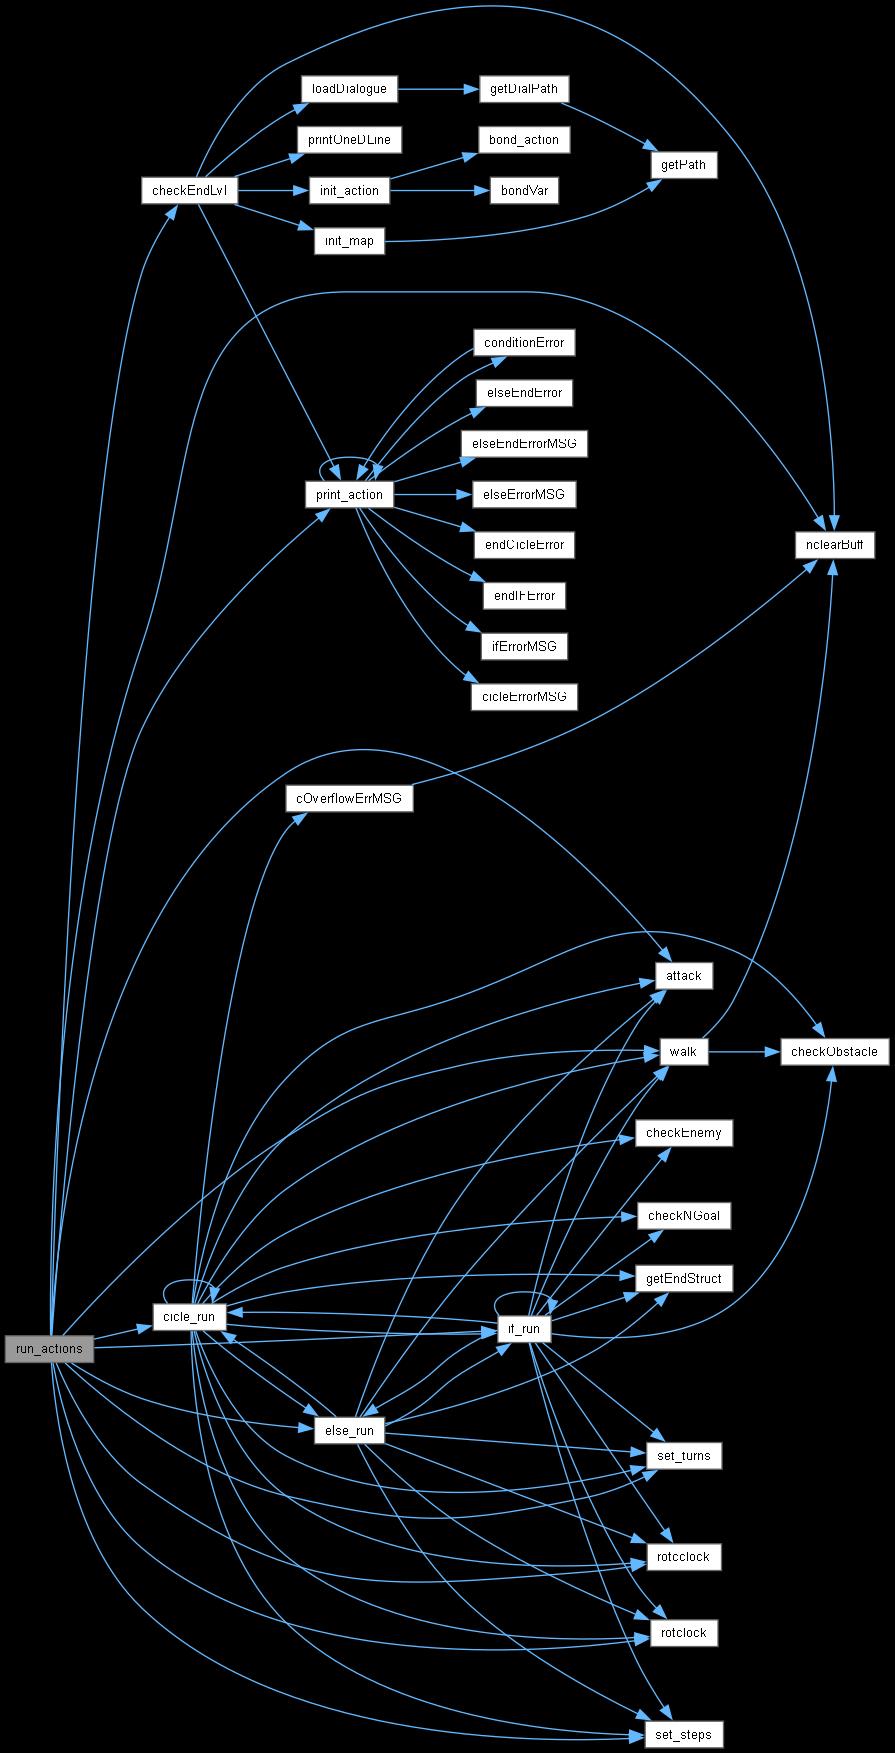 loadDialogue
getDialPath
printOneDLine
bond_action
getPath
checkEndLvl
init_action
bondVar
init_map
conditionError
elseEndError
elseEndErrorMSG
print_action
elseErrorMSG
endCicleError
nclearBuff
endIFError
ifErrorMSG
cicleErrorMSG
cOverflowErrMSG
attack
walk
checkObstacle
checkEnemy
checkNGoal
getEndStruct
cicle_run
if_run
run_actions
else_run
set_turns
rotcclock
rotclock
set_steps